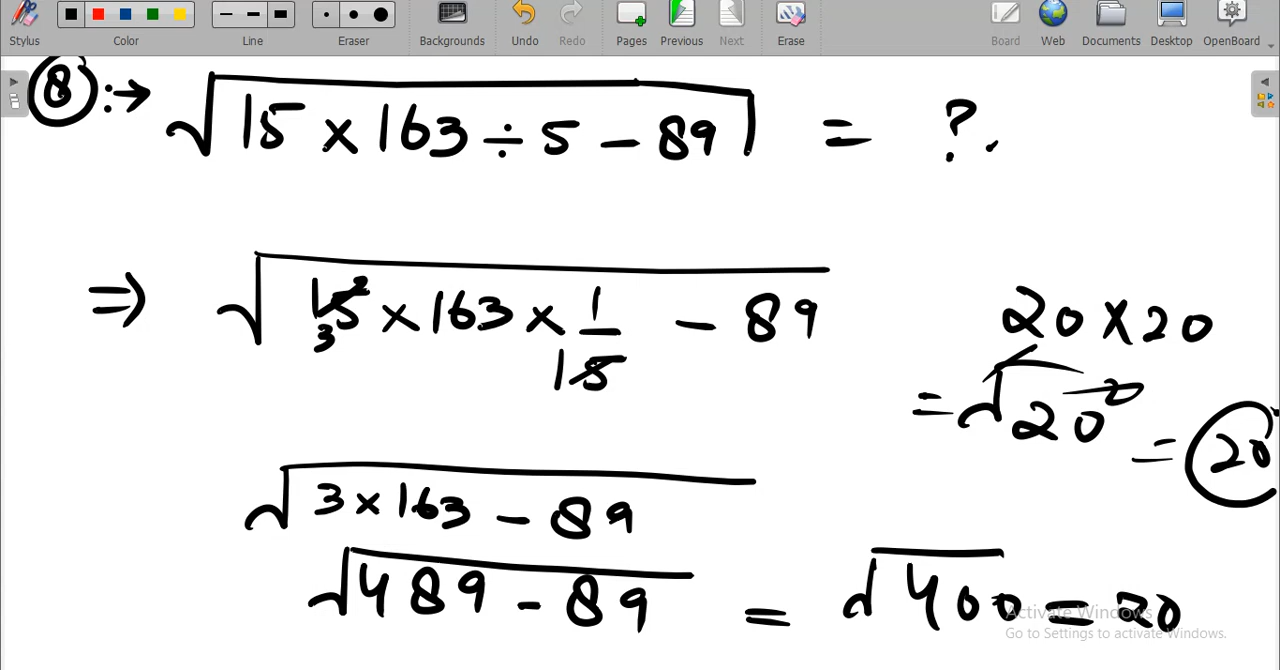 Stylus Color Line Eraser Backgrounds Undo Redo Pages Previous Next Erase Board Web Documents Desktop OpenBoard
8 :→ √15 × 163 ÷ 5 − 89 = ?.
⇒ √15 × 163 × 1/15 − 89
3
20 × 20
= √20² = 20
√3 × 163 − 89
√489 − 89 = √400 = 20
Activate Windows
Go to Settings to activate Windows.